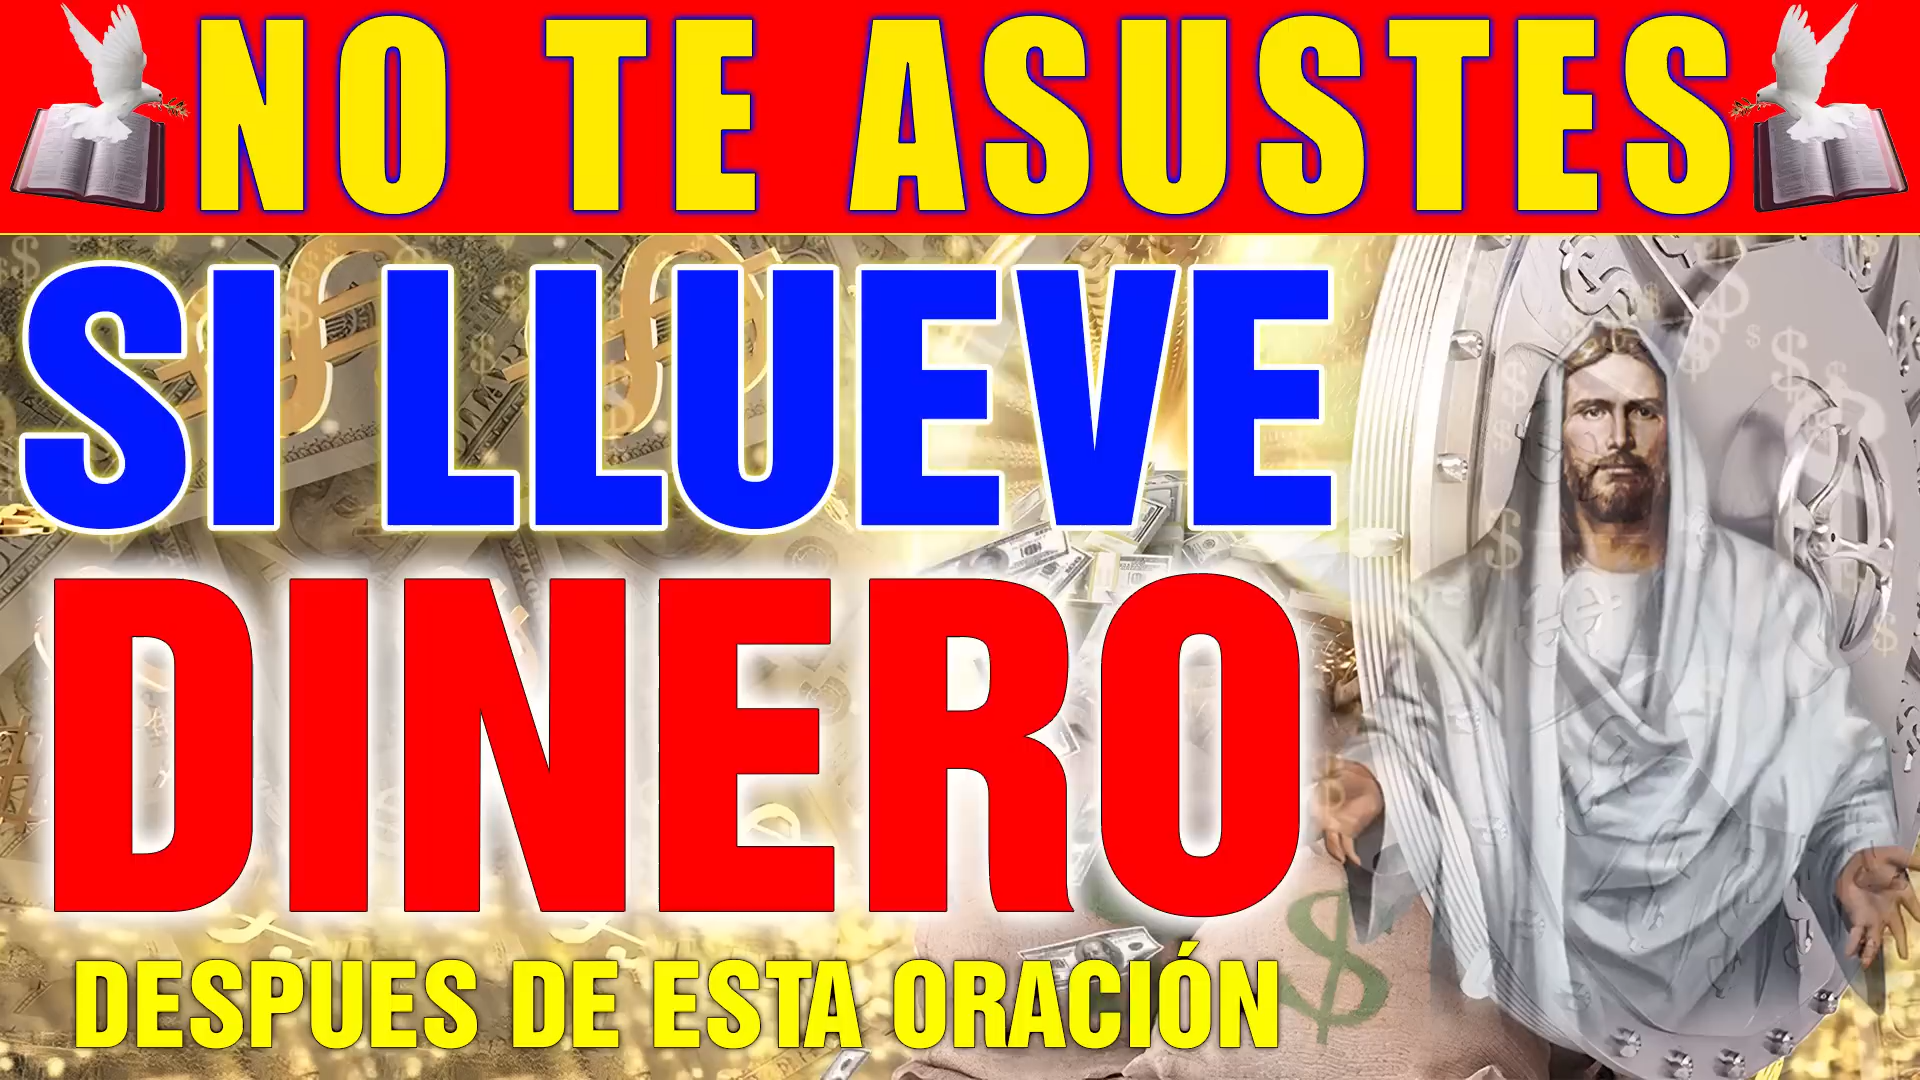 NO TE ASUSTES
SI LLUEVE
DINERO
DESPUES DE ESTA ORACIÓN